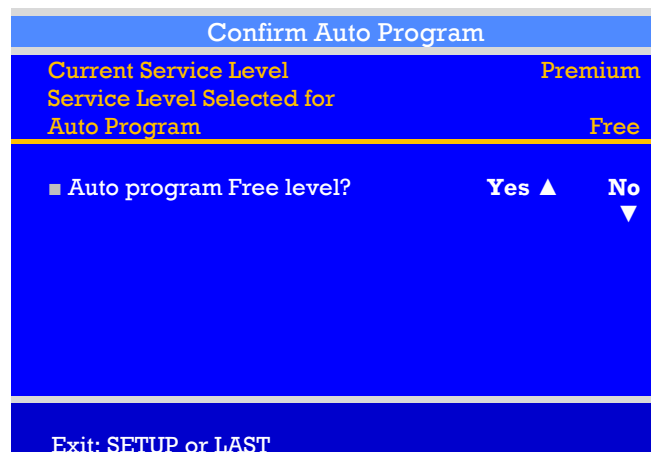 Confirm Auto Program
Current Service Level Premium
Service Level Selected for
Auto Program Free
■ Auto program Free level? Yes ▲ No
▼
Exit: SETUP or LAST